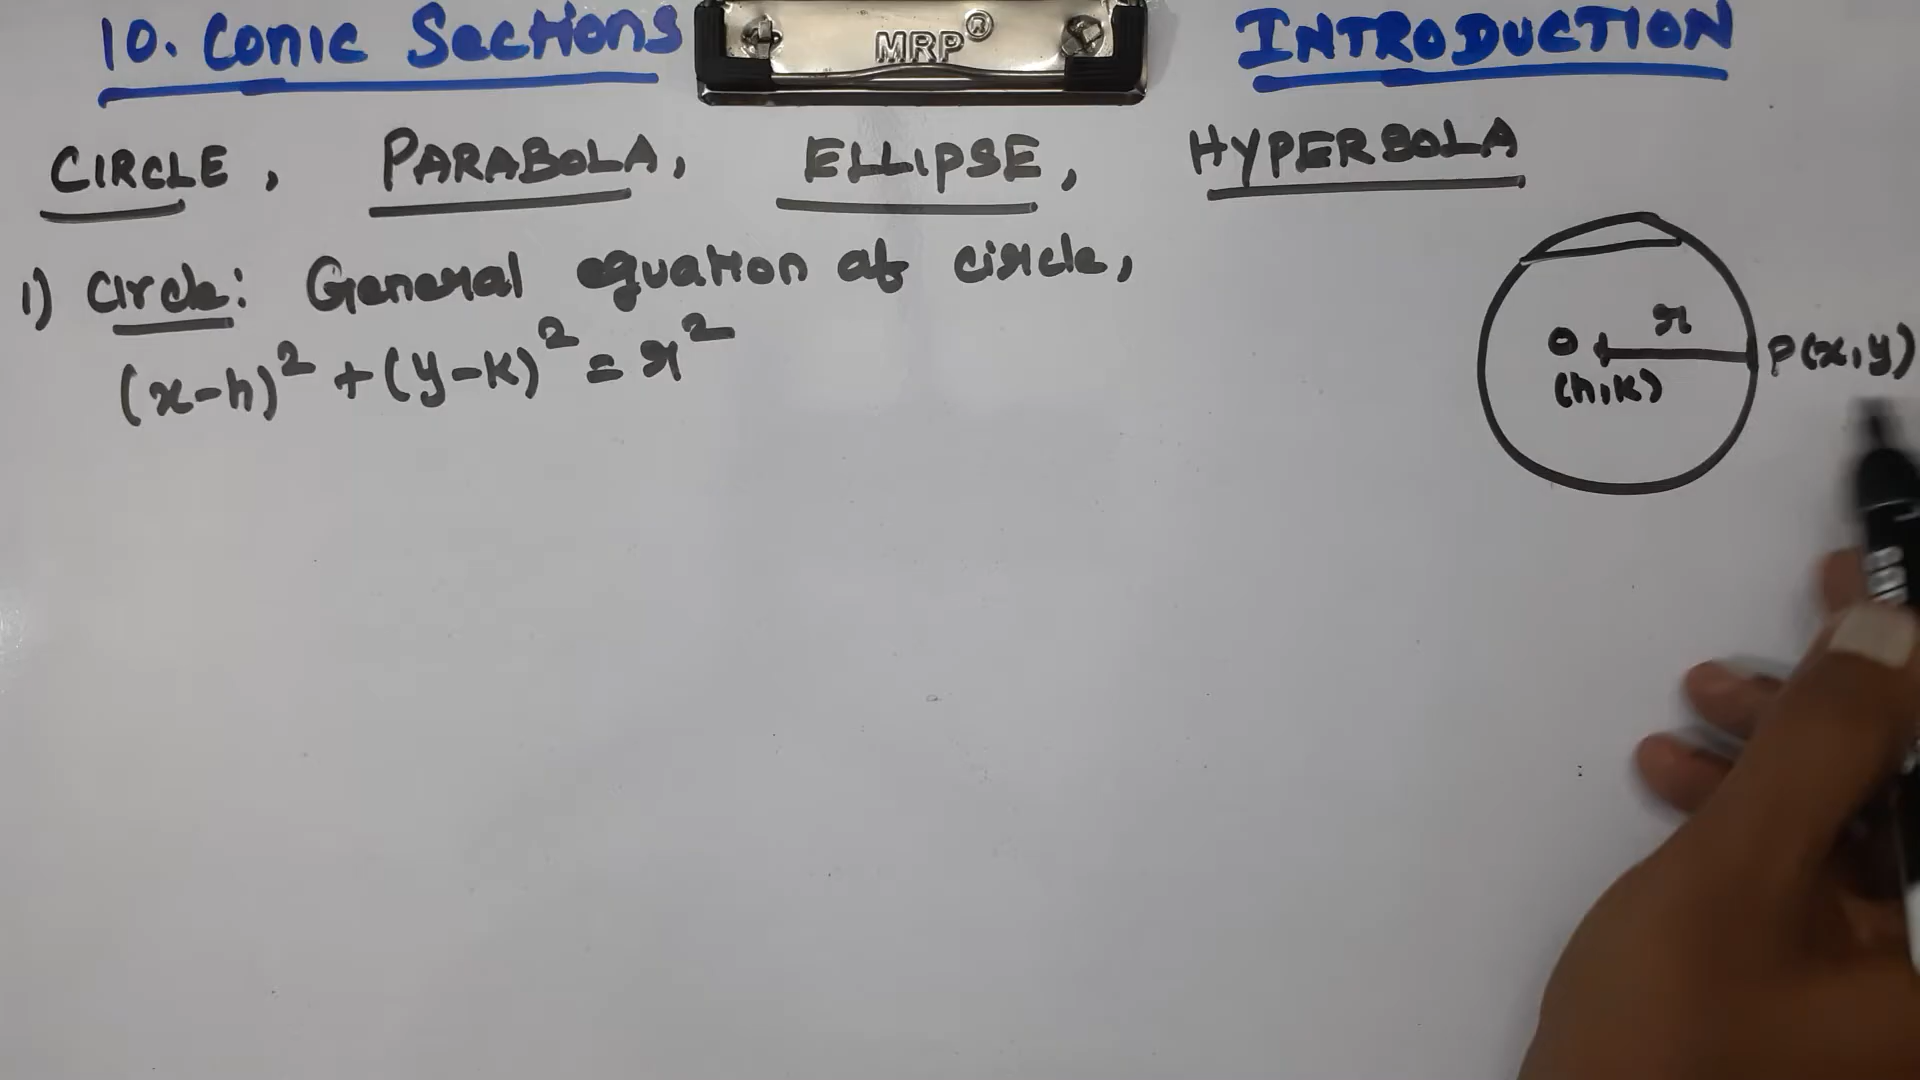 10. Conic Sections
MRP®
INTRODUCTION
CIRCLE, PARABOLA, ELLIPSE, HYPERBOLA
1) Circle: General equation of circle,
(x-h)² + (y-k)² = r²
r
O
P(x,y)
(h,k)